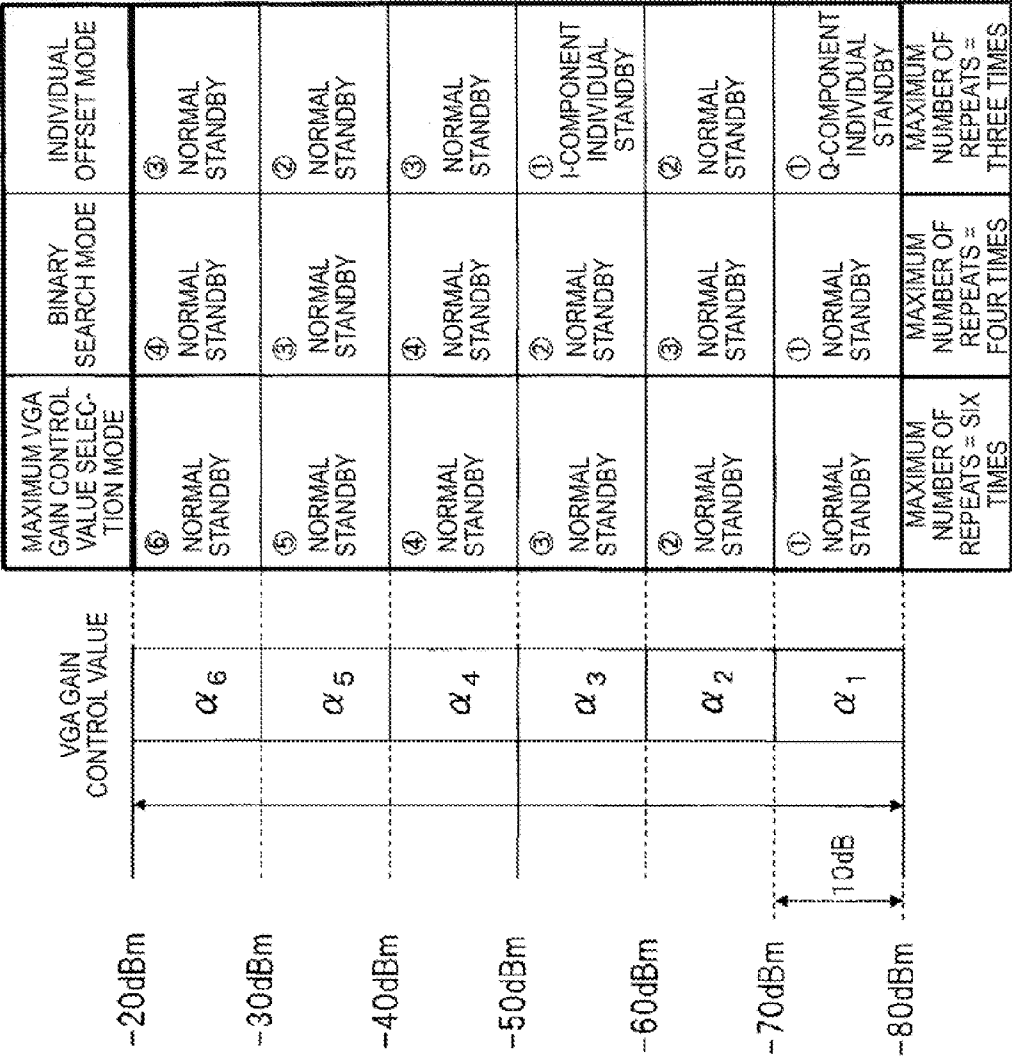 -80dBm
-70dBm
-60dBm
-50dBm
-40dBm
-30dBm
-20dBm
10dB
VGA GAIN
CONTROL VALUE
α1
α2
α3
α4
α5
α6
MAXIMUM VGA
GAIN CONTROL
VALUE SELEC-
TION MODE
①
NORMAL
STANDBY
②
NORMAL
STANDBY
③
NORMAL
STANDBY
④
NORMAL
STANDBY
⑤
NORMAL
STANDBY
⑥
NORMAL
STANDBY
MAXIMUM
NUMBER OF
REPEATS = SIX
TIMES
BINARY
SEARCH MODE
①
NORMAL
STANDBY
③
NORMAL
STANDBY
②
NORMAL
STANDBY
④
NORMAL
STANDBY
③
NORMAL
STANDBY
④
NORMAL
STANDBY
MAXIMUM
NUMBER OF
REPEATS =
FOUR TIMES
INDIVIDUAL
OFFSET MODE
①
Q-COMPONENT
INDIVIDUAL
STANDBY
②
NORMAL
STANDBY
①
I-COMPONENT
INDIVIDUAL
STANDBY
③
NORMAL
STANDBY
②
NORMAL
STANDBY
③
NORMAL
STANDBY
MAXIMUM
NUMBER OF
REPEATS =
THREE TIMES